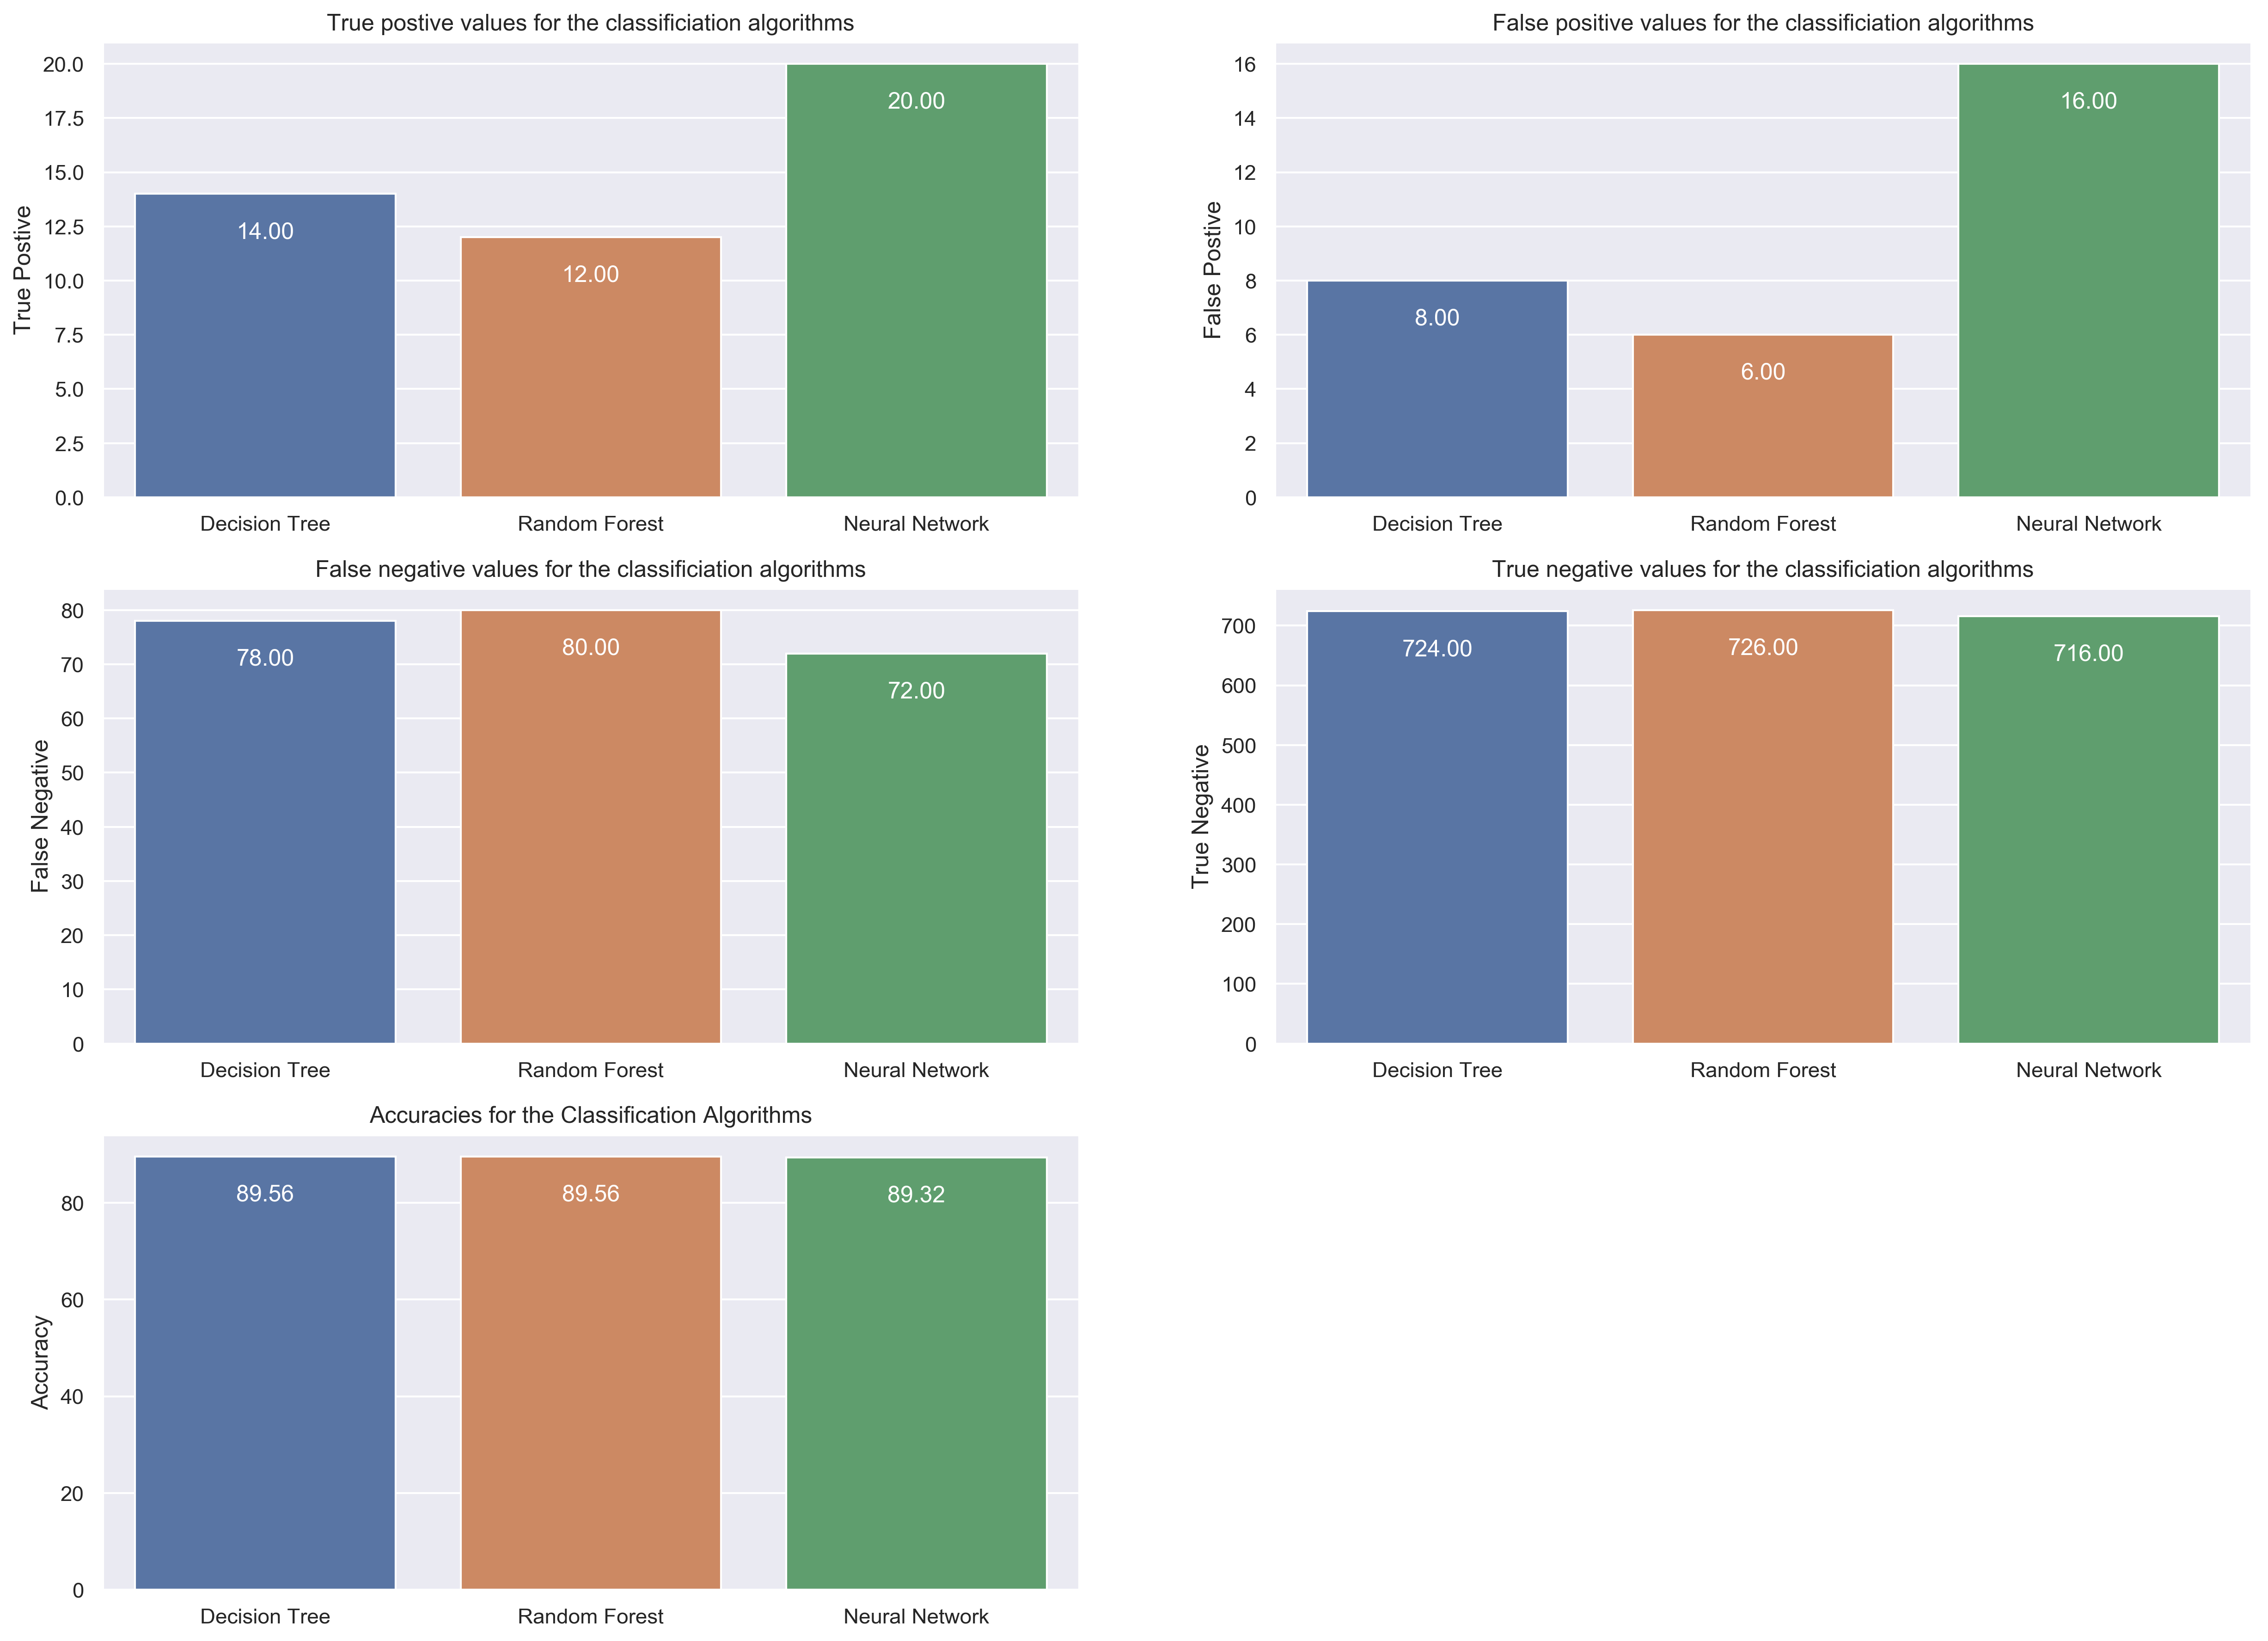 True postive values for the classificiation algorithms
True Postive
20.0
17.5
15.0
12.5
10.0
7.5
5.0
2.5
0.0
14.00
12.00
20.00
Decision Tree
Random Forest
Neural Network
False positive values for the classificiation algorithms
False Postive
16
14
12
10
8
6
4
2
0
8.00
6.00
16.00
Decision Tree
Random Forest
Neural Network
False negative values for the classificiation algorithms
False Negative
80
70
60
50
40
30
20
10
0
78.00
80.00
72.00
Decision Tree
Random Forest
Neural Network
True negative values for the classificiation algorithms
True Negative
700
600
500
400
300
200
100
0
724.00
726.00
716.00
Decision Tree
Random Forest
Neural Network
Accuracies for the Classification Algorithms
Accuracy
80
60
40
20
0
89.56
89.56
89.32
Decision Tree
Random Forest
Neural Network